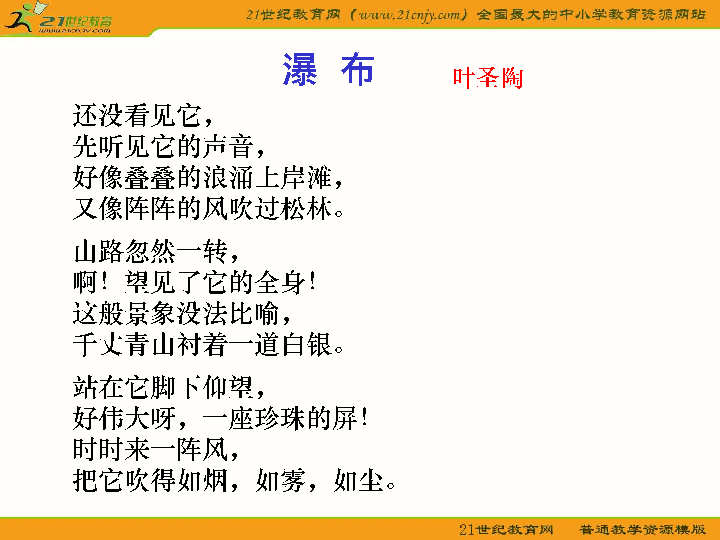 21世纪教育
www.21cnjy.com
21世纪教育网（www.21cnjy.com）全国最大的中小学教育资源网站
瀑 布 叶圣陶
还没看见它，
先听见它的声音，
好像叠叠的浪涌上岸滩，
又像阵阵的风吹过松林。
山路忽然一转，
啊！望见了它的全身！
这般景象没法比喻，
千丈青山衬着一道白银。
站在它脚下仰望，
好伟大呀，一座珍珠的屏！
时时来一阵风，
把它吹得如烟，如雾，如尘。
21世纪教育网 普通教学资源模版